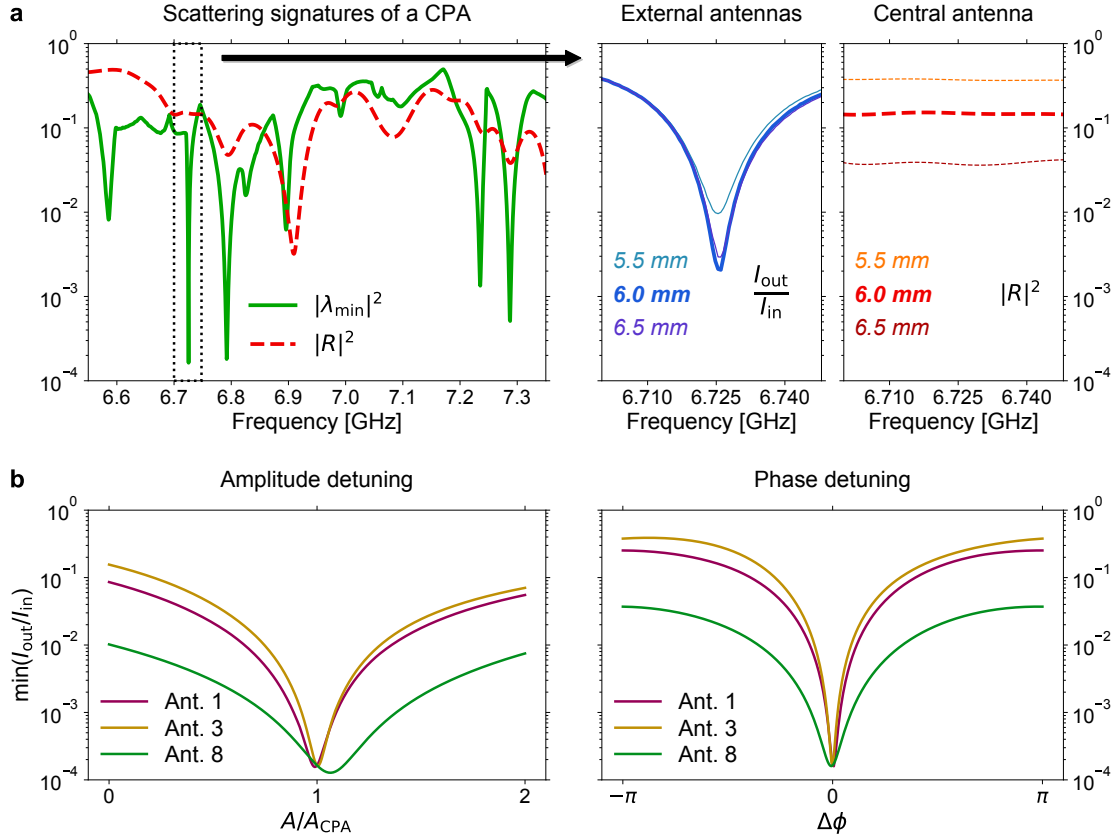 a
Scattering signatures of a CPA
External antennas
Central antenna
10^0
10^-1
10^-2
10^-3
10^-4
|λ_min|^2
|R|^2
6.6 6.7 6.8 6.9 7.0 7.1 7.2 7.3
Frequency [GHz]
5.5 mm
6.0 mm
6.5 mm
I_out
I_in
6.710 6.725 6.740
Frequency [GHz]
5.5 mm
6.0 mm
6.5 mm
|R|^2
6.710 6.725 6.740
Frequency [GHz]
10^0
10^-1
10^-2
10^-3
10^-4
b
Amplitude detuning
Phase detuning
min(I_out/I_in)
10^0
10^-1
10^-2
10^-3
10^-4
Ant. 1
Ant. 3
Ant. 8
0 1 2
A/A_CPA
Ant. 1
Ant. 3
Ant. 8
−π 0 π
Δϕ
10^0
10^-1
10^-2
10^-3
10^-4